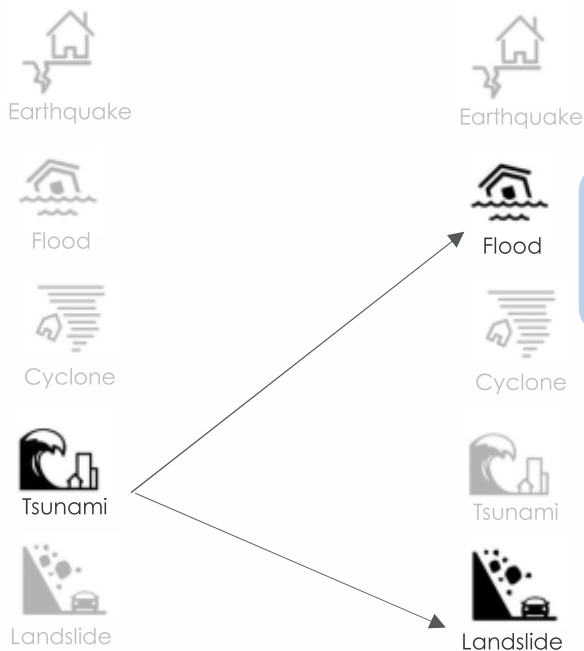 Earthquake
Earthquake
Flood
Flood
Cyclone
Cyclone
Tsunami
Tsunami
Landslide
Landslide